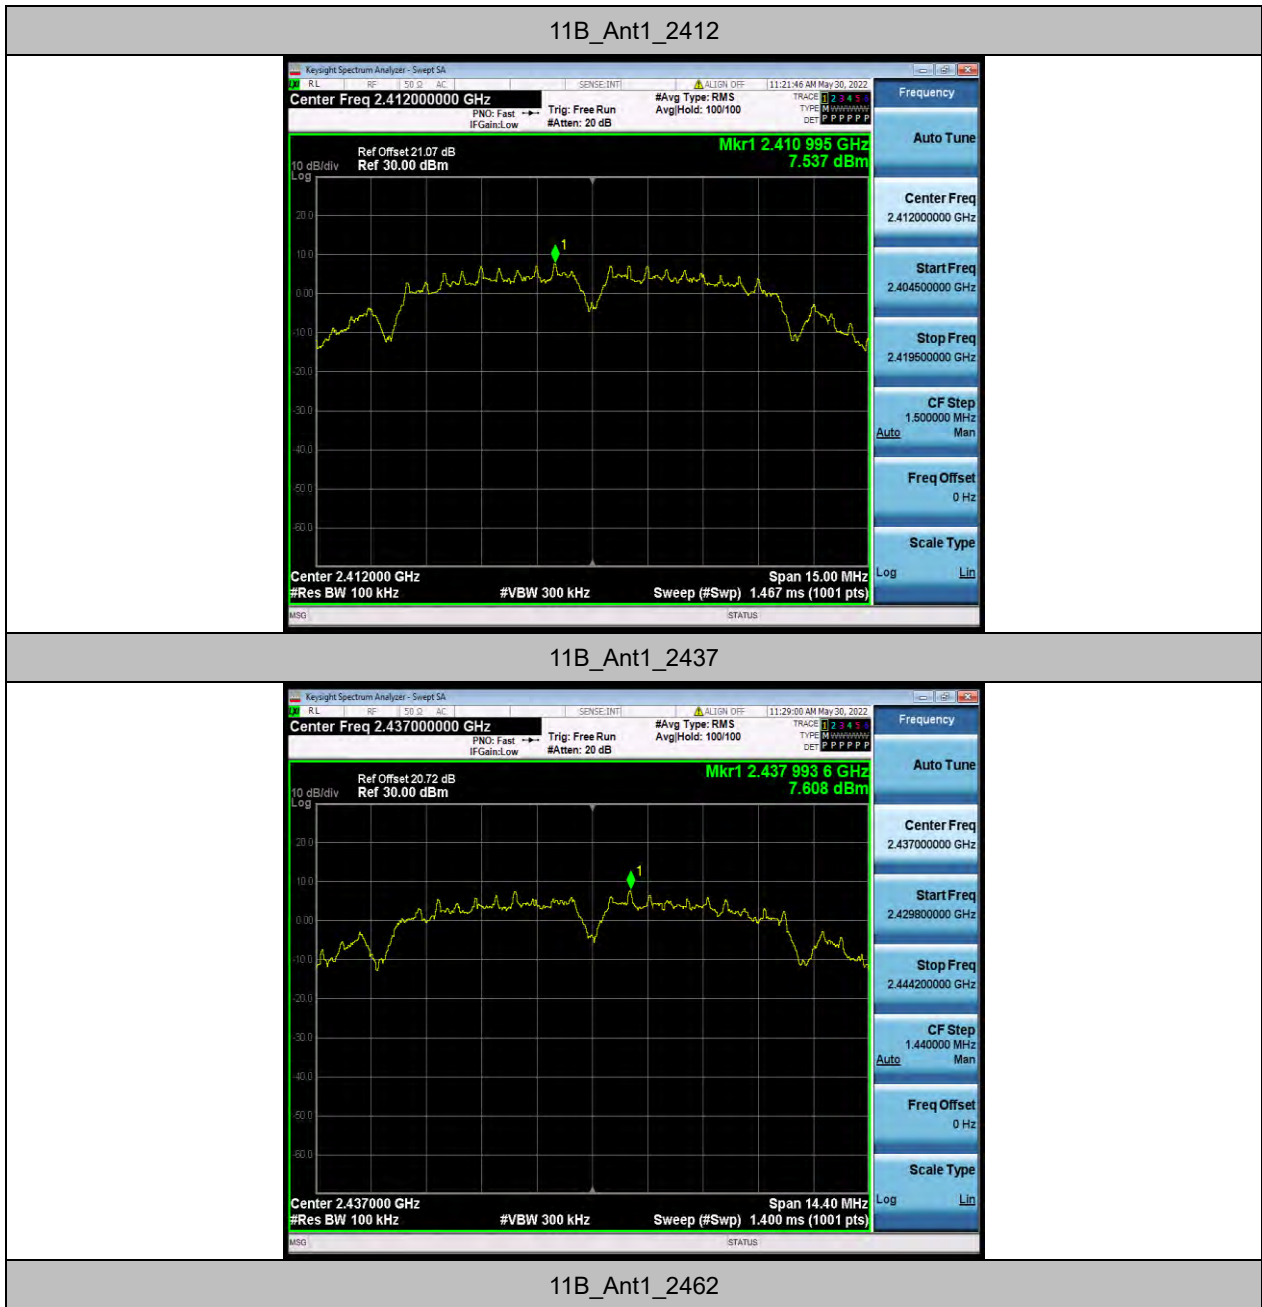 11B_Ant1_2412
Keysight Spectrum Analyzer - Swept SA
RL RF 50 Ω AC SENSE:INT ALIGN OFF 11:21:46 AM May 30, 2022
Center Freq 2.412000000 GHz
PNO: Fast
IFGain:Low
Trig: Free Run
#Atten: 20 dB
#Avg Type: RMS
Avg|Hold: 100/100
TRACE 1 2 3 4 5
TYPE M
DET P P P P P P
Frequency
Mkr1 2.410 995 GHz
7.537 dBm
Ref Offset 21.07 dB
10 dB/div Ref 30.00 dBm
Log
20.0
10.0
0.00
-10.0
-20.0
-30.0
-40.0
-50.0
-60.0
Center 2.412000 GHz Span 15.00 MHz
#Res BW 100 kHz #VBW 300 kHz Sweep (#Swp) 1.467 ms (1001 pts)
MSG STATUS
Auto Tune
Center Freq
2.412000000 GHz
Start Freq
2.404500000 GHz
Stop Freq
2.419500000 GHz
CF Step
1.500000 MHz
Auto Man
Freq Offset
0 Hz
Scale Type
Log Lin
11B_Ant1_2437
Keysight Spectrum Analyzer - Swept SA
RL RF 50 Ω AC SENSE:INT ALIGN OFF 11:29:00 AM May 30, 2022
Center Freq 2.437000000 GHz
PNO: Fast
IFGain:Low
Trig: Free Run
#Atten: 20 dB
#Avg Type: RMS
Avg|Hold: 100/100
TRACE 1 2 3 4 5
TYPE M
DET P P P P P P
Frequency
Mkr1 2.437 993 6 GHz
7.608 dBm
Ref Offset 20.72 dB
10 dB/div Ref 30.00 dBm
Log
20.0
10.0
0.00
-10.0
-20.0
-30.0
-40.0
-50.0
-60.0
Center 2.437000 GHz Span 14.40 MHz
#Res BW 100 kHz #VBW 300 kHz Sweep (#Swp) 1.400 ms (1001 pts)
MSG STATUS
Auto Tune
Center Freq
2.437000000 GHz
Start Freq
2.429800000 GHz
Stop Freq
2.444200000 GHz
CF Step
1.440000 MHz
Auto Man
Freq Offset
0 Hz
Scale Type
Log Lin
11B_Ant1_2462